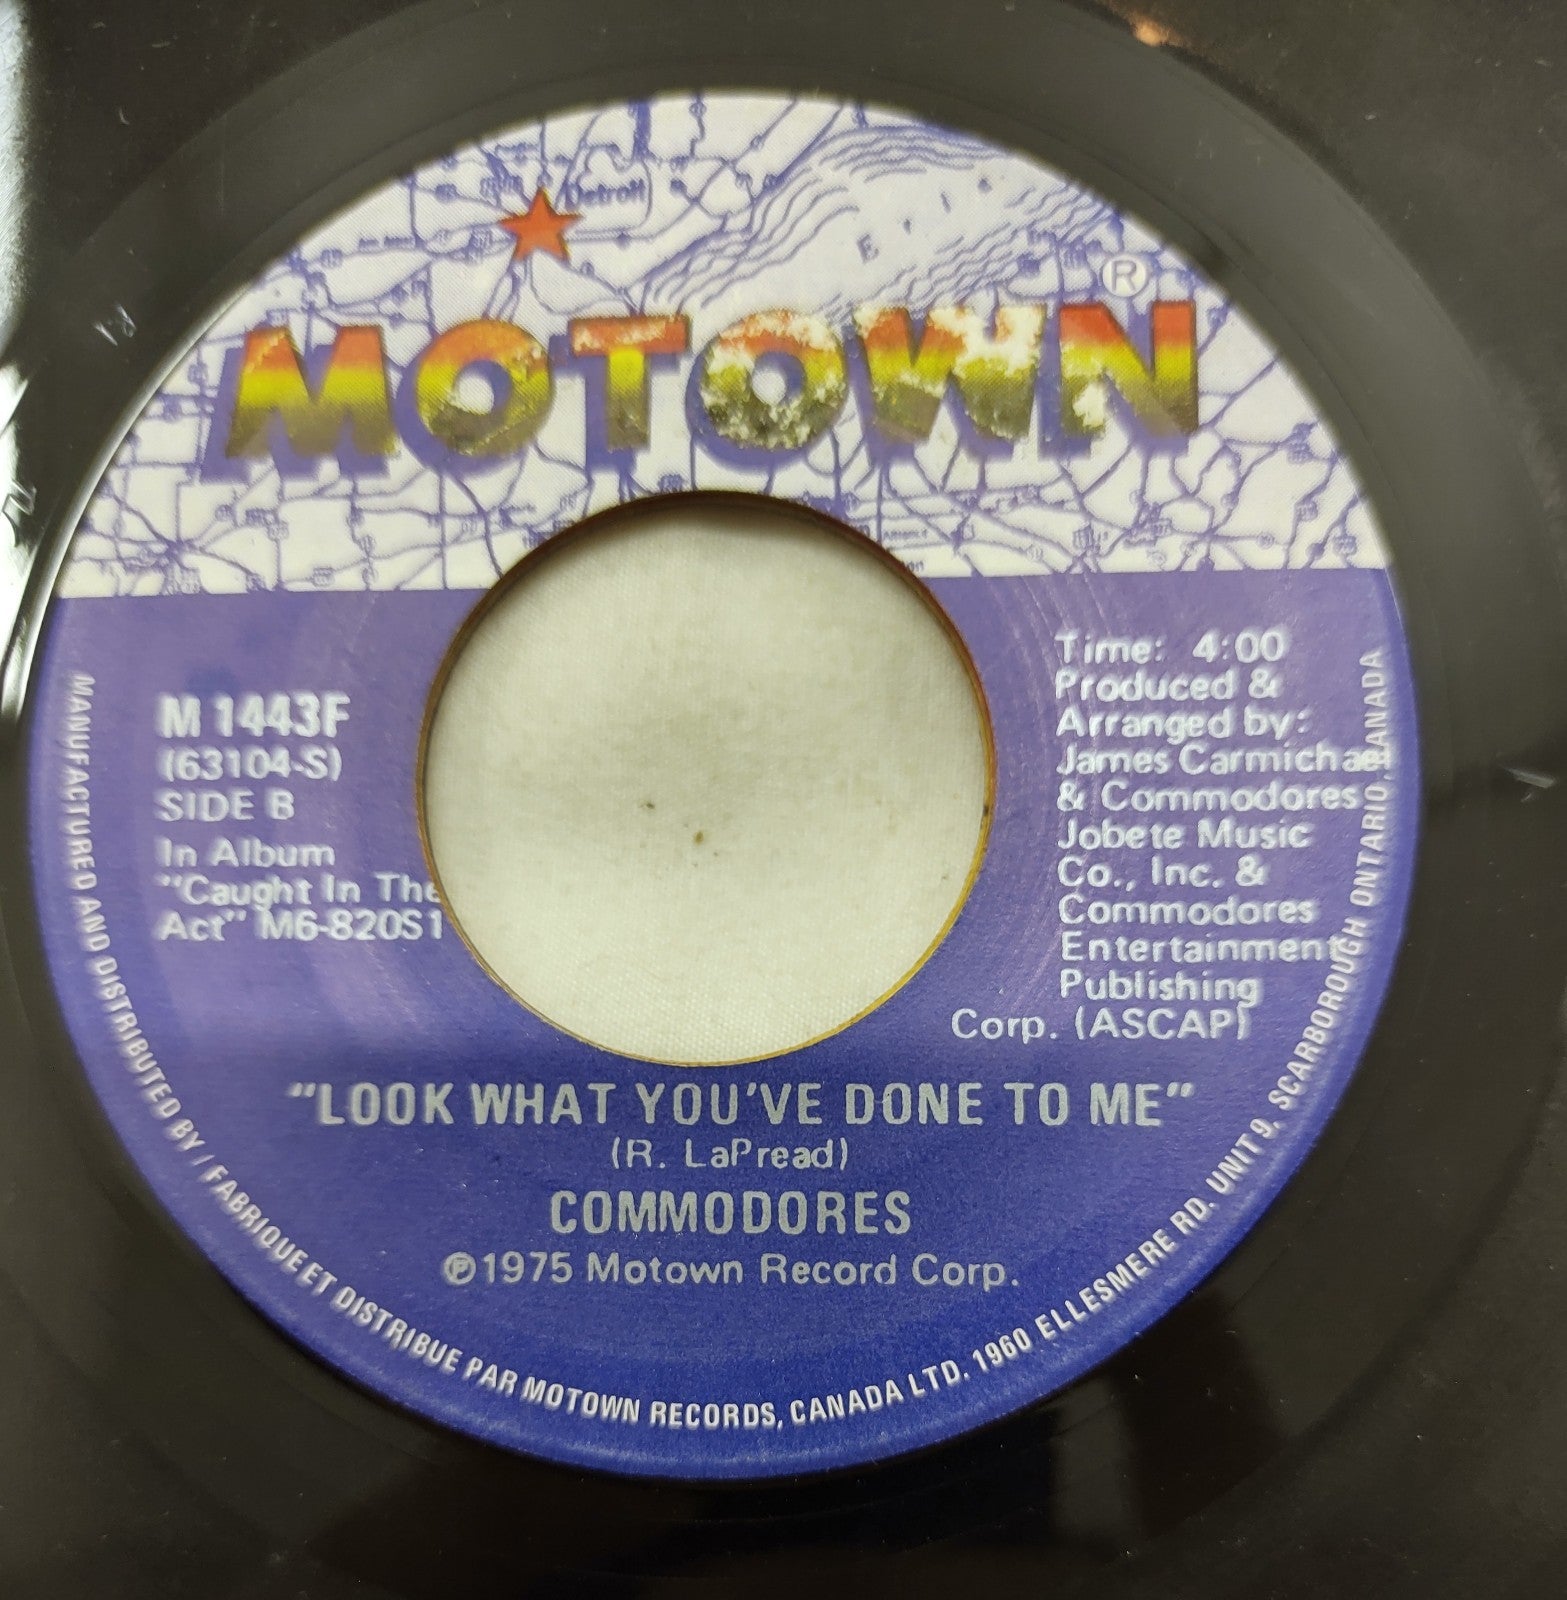 Detroit
E r i
MOTOWN®
M 1443F
(63104-S)
SIDE B
In Album
"Caught In The
Act" M6-820S1
Time: 4:00
Produced &
Arranged by:
James Carmichael
& Commodores
Jobete Music
Co., Inc. &
Commodores
Entertainment
Publishing
Corp. (ASCAP)
"LOOK WHAT YOU'VE DONE TO ME"
(R. LaPread)
COMMODORES
℗1975 Motown Record Corp.
MANUFACTURED AND DISTRIBUTED BY / FABRIQUE ET DISTRIBUE PAR MOTOWN RECORDS, CANADA LTD. 1960 ELLESMERE RD. UNIT 9, SCARBOROUGH ONTARIO, CANADA